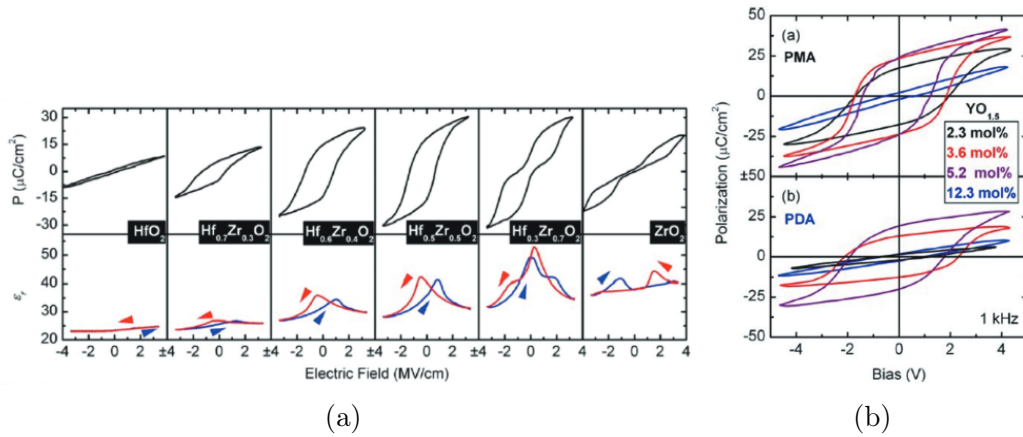 P (μC/cm²)
30
15
0
-15
-30
HfO₂
Hf₀.₇Zr₀.₃O₂
Hf₀.₆Zr₀.₄O₂
Hf₀.₅Zr₀.₅O₂
Hf₀.₃Zr₀.₇O₂
ZrO₂
εᵣ
50
40
30
20
-4 -2 0 2 ±4 -2 0 2 ±4 -2 0 2 ±4 -2 0 2 ±4 -2 0 2 ±4 -2 0 2 4
Electric Field (MV/cm)
(a)
Polarization (μC/cm²)
50
(a)
25
PMA
0
YO₁.₅
2.3 mol%
-25
3.6 mol%
5.2 mol%
±50
12.3 mol%
(b)
25
PDA
0
-25
1 kHz
-50
-4 -2 0 2 4
Bias (V)
(b)